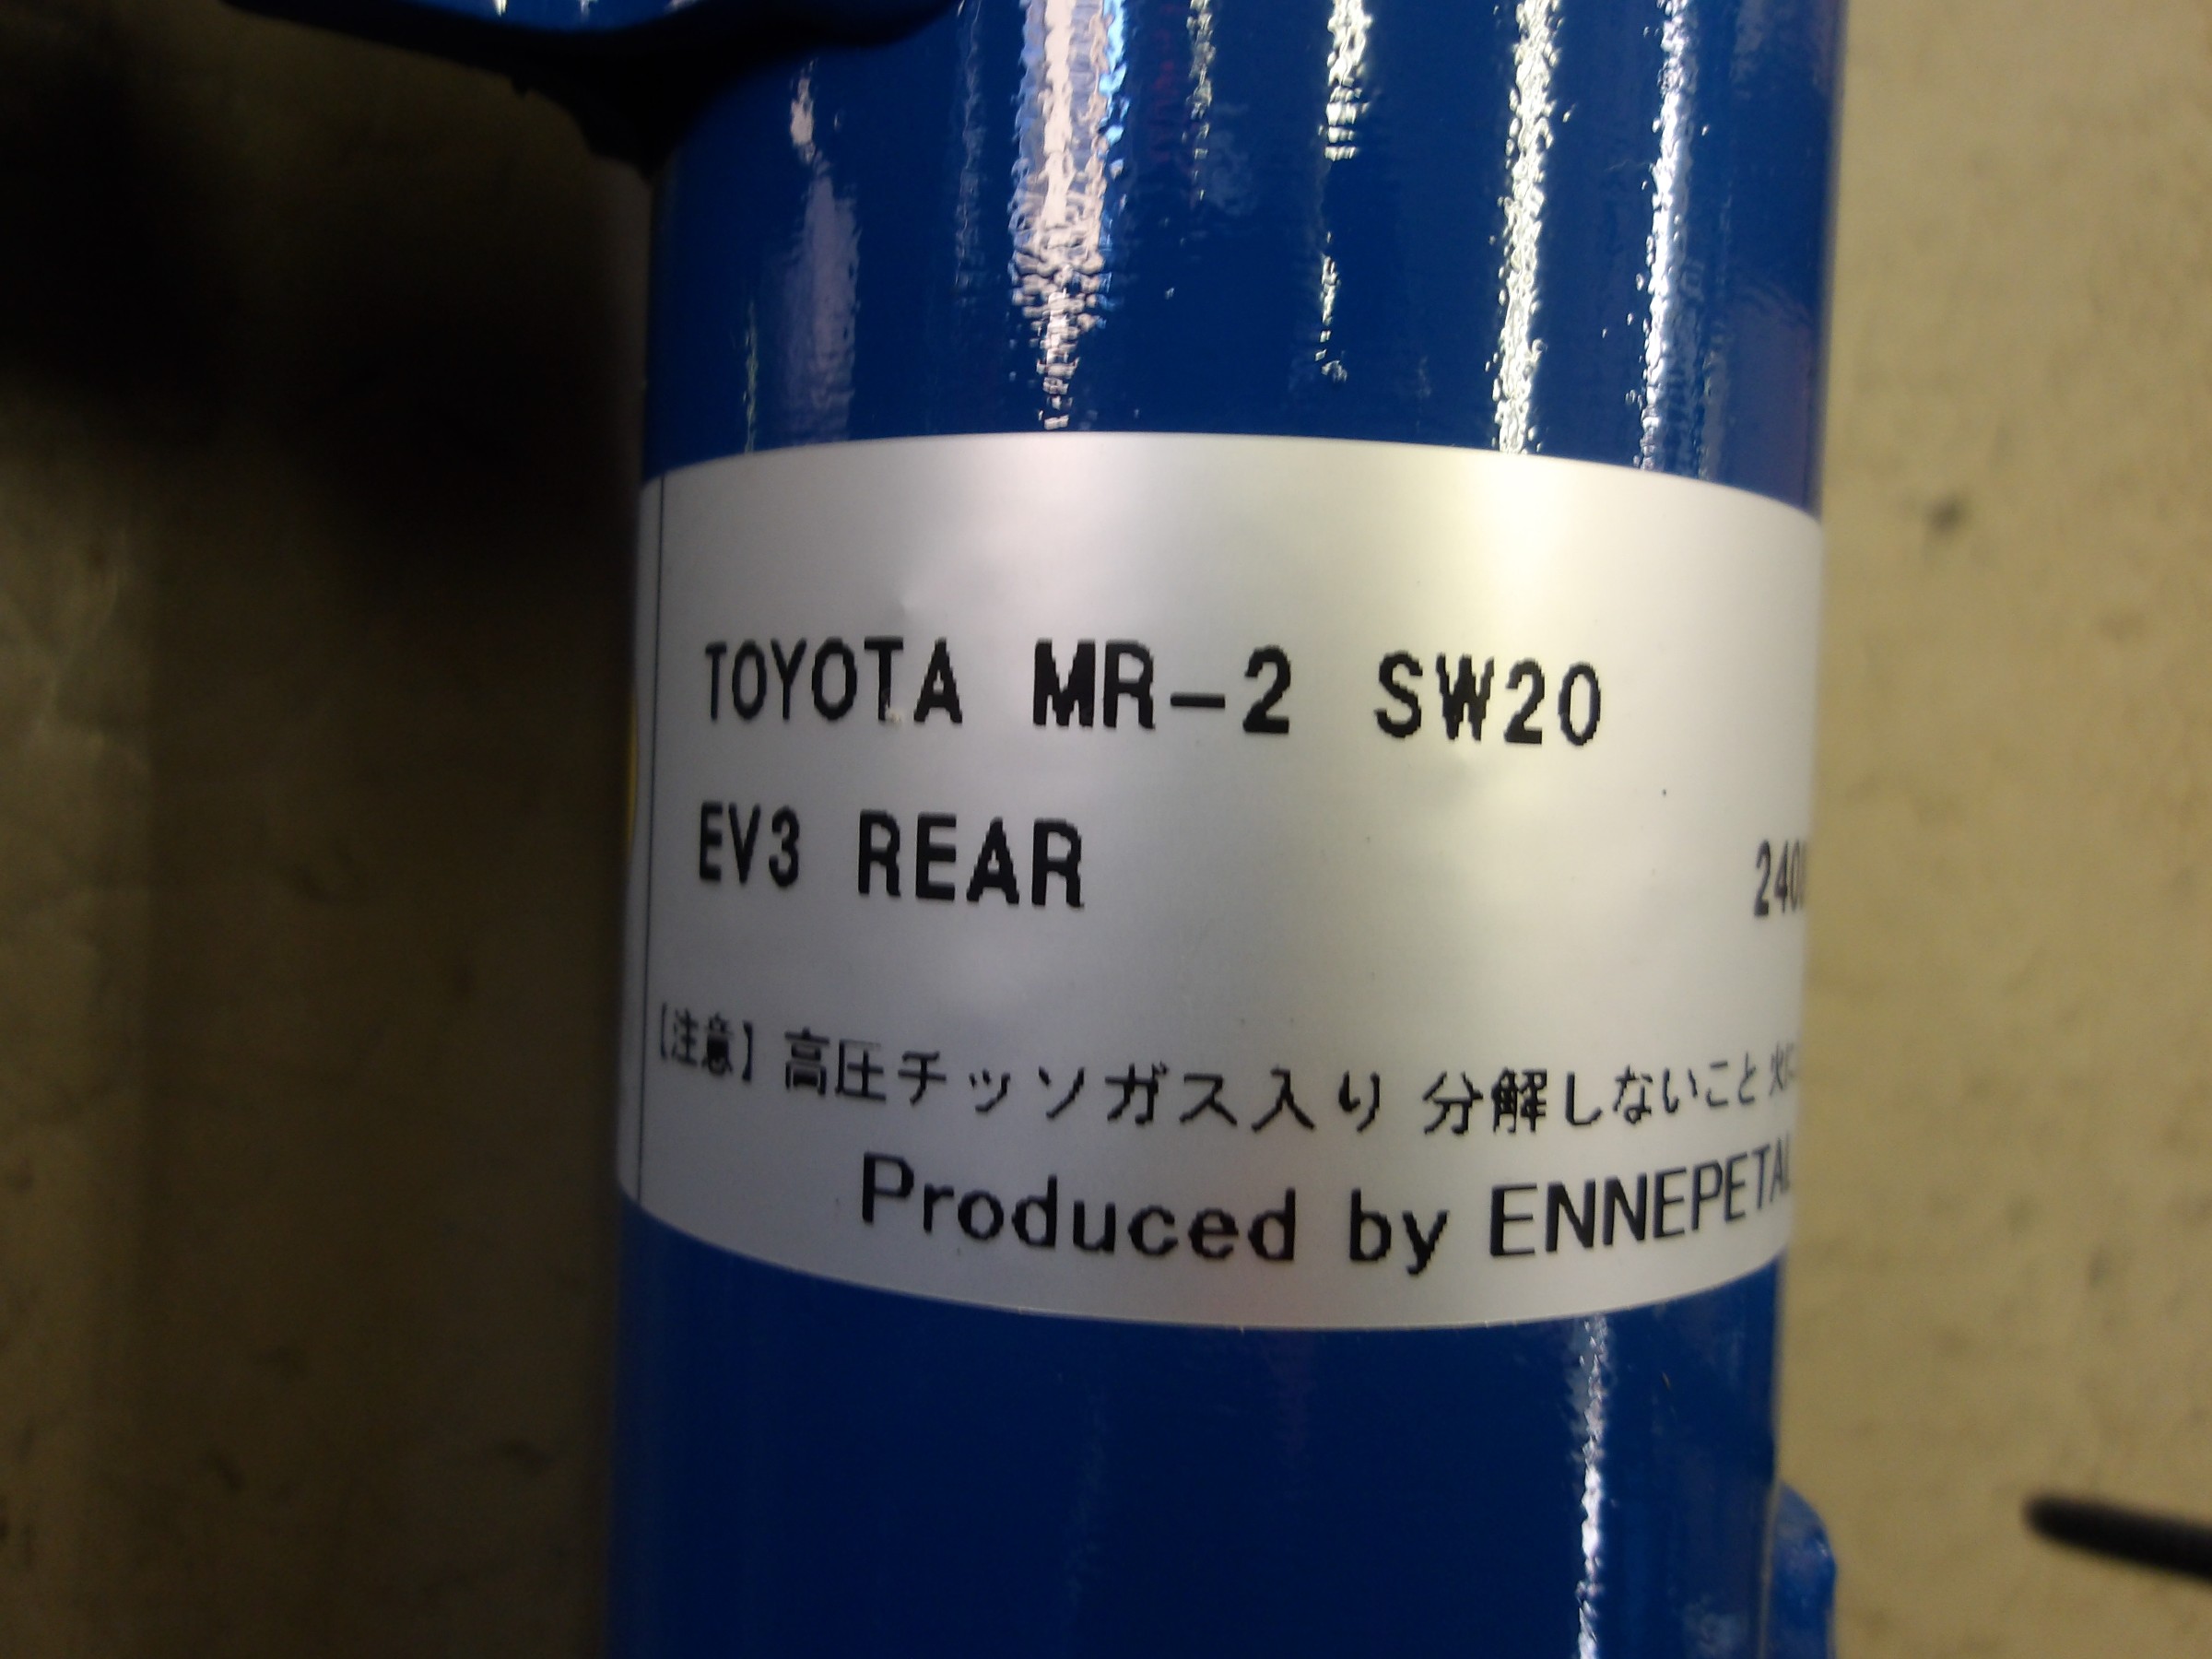 TOYOTA MR-2 SW20
EV3 REAR
【注意】高圧チッソガス入り 分解しないこと
Produced by ENNEPETAL